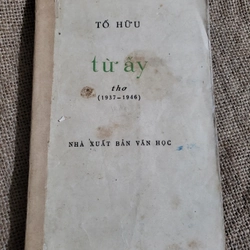 TỐ HỮU
từ ấy
thơ
(1937-1946)
NHÀ XUẤT BẢN VĂN HỌC